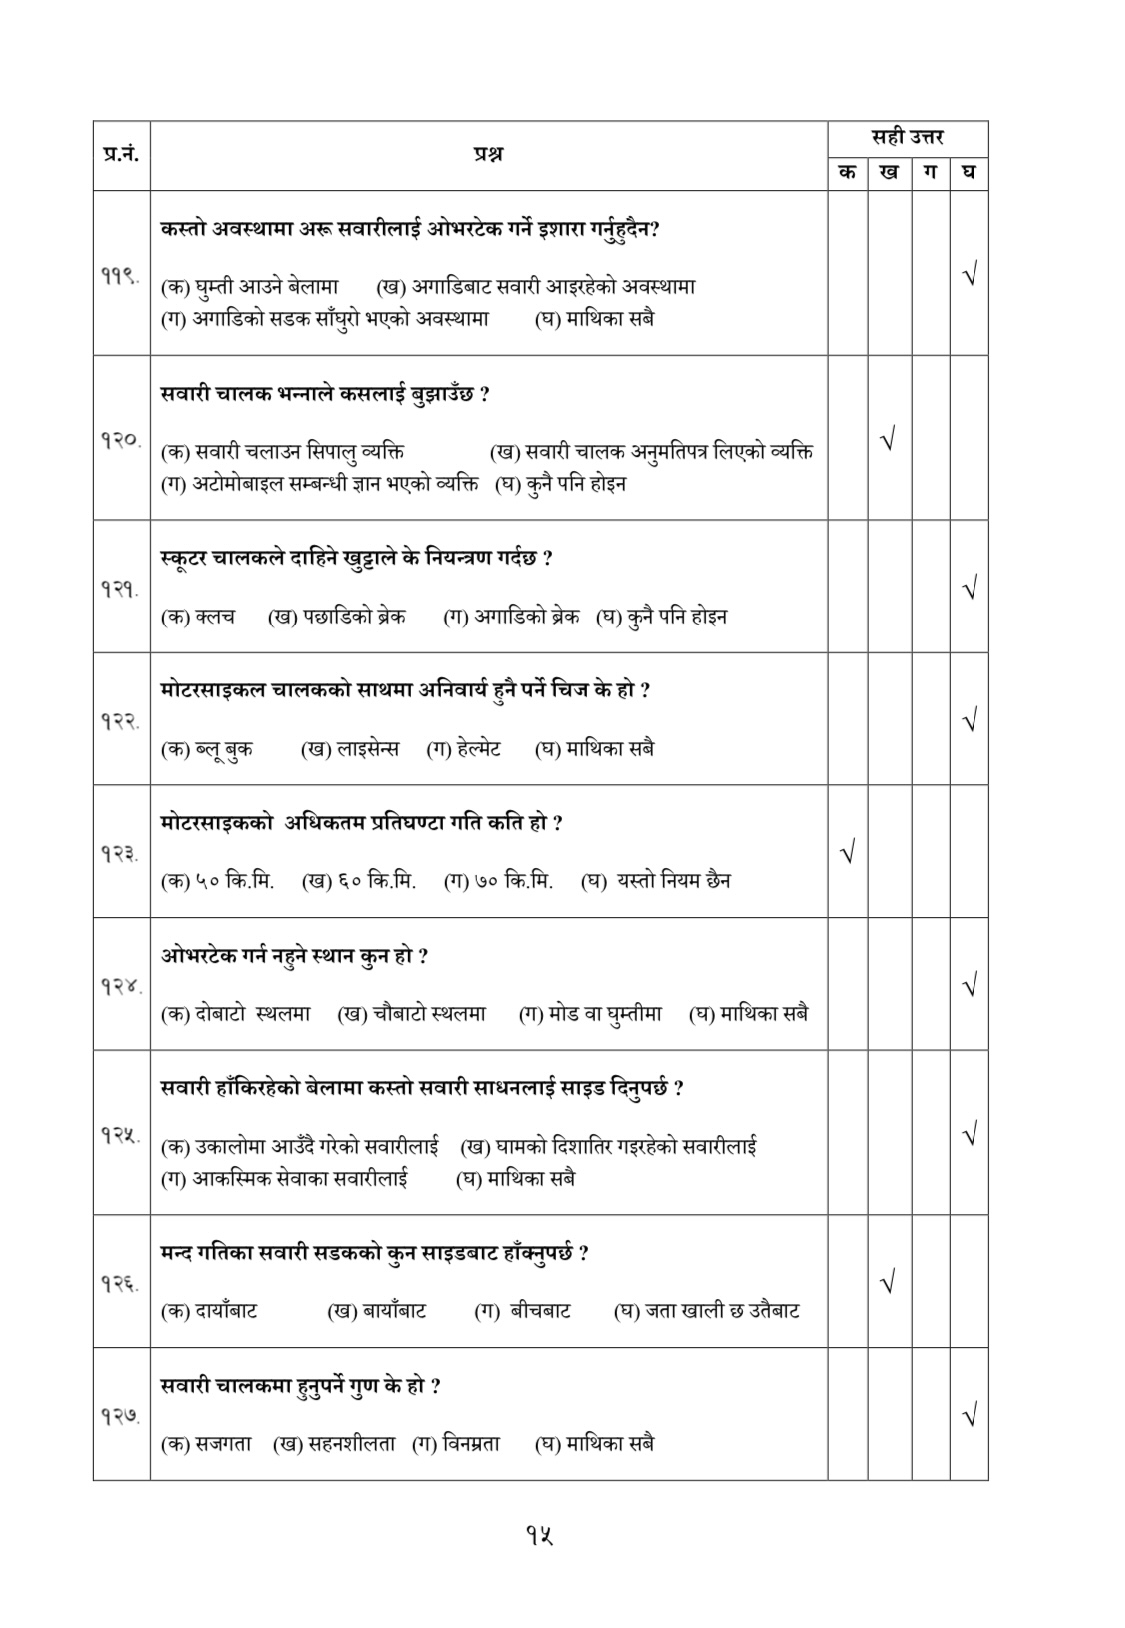 प्र.नं. प्रश्न सही उत्तर
क ख ग घ
११९. कस्तो अवस्थामा अरू सवारीलाई ओभरटेक गर्ने इशारा गर्नुहुदैन?
(क) घुम्ती आउने बेलामा (ख) अगाडिबाट सवारी आइरहेको अवस्थामा
(ग) अगाडिको सडक साँघुरो भएको अवस्थामा (घ) माथिका सबै √
१२०. सवारी चालक भन्नाले कसलाई बुझाउँछ ?
(क) सवारी चलाउन सिपालु व्यक्ति (ख) सवारी चालक अनुमतिपत्र लिएको व्यक्ति √
(ग) अटोमोबाइल सम्बन्धी ज्ञान भएको व्यक्ति (घ) कुनै पनि होइन
१२१. स्कूटर चालकले दाहिने खुट्टाले के नियन्त्रण गर्दछ ?
(क) क्लच (ख) पछाडिको ब्रेक (ग) अगाडिको ब्रेक (घ) कुनै पनि होइन √
१२२. मोटरसाइकल चालकको साथमा अनिवार्य हुनै पर्ने चिज के हो ?
(क) ब्लू बुक (ख) लाइसेन्स (ग) हेल्मेट (घ) माथिका सबै √
१२३. मोटरसाइकको अधिकतम प्रतिघण्टा गति कति हो ?
(क) ५० कि.मि. (ख) ६० कि.मि. (ग) ७० कि.मि. (घ) यस्तो नियम छैन √
१२४. ओभरटेक गर्न नहुने स्थान कुन हो ?
(क) दोबाटो स्थलमा (ख) चौबाटो स्थलमा (ग) मोड वा घुम्तीमा (घ) माथिका सबै √
१२५. सवारी हाँकिरहेको बेलामा कस्तो सवारी साधनलाई साइड दिनुपर्छ ?
(क) उकालोमा आउँदै गरेको सवारीलाई (ख) घामको दिशातिर गइरहेको सवारीलाई √
(ग) आकस्मिक सेवाका सवारीलाई (घ) माथिका सबै
१२६. मन्द गतिका सवारी सडकको कुन साइडबाट हाँक्नुपर्छ ?
(क) दायाँबाट (ख) बायाँबाट (ग) बीचबाट (घ) जता खाली छ उतैबाट √
१२७. सवारी चालकमा हुनुपर्ने गुण के हो ?
(क) सजगता (ख) सहनशीलता (ग) विनम्रता (घ) माथिका सबै √
१५